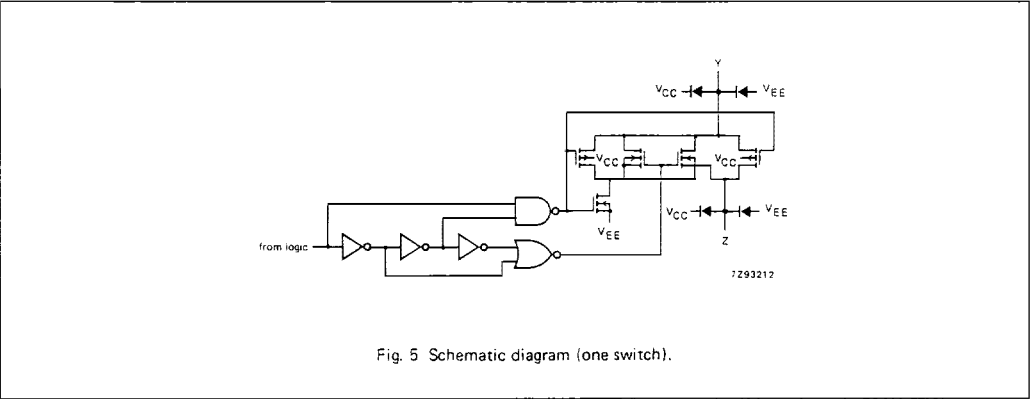 Y
VCC VEE
VCC VCC
VCC VEE
VEE
from logic
Z
7Z93212
Fig. 5 Schematic diagram (one switch).